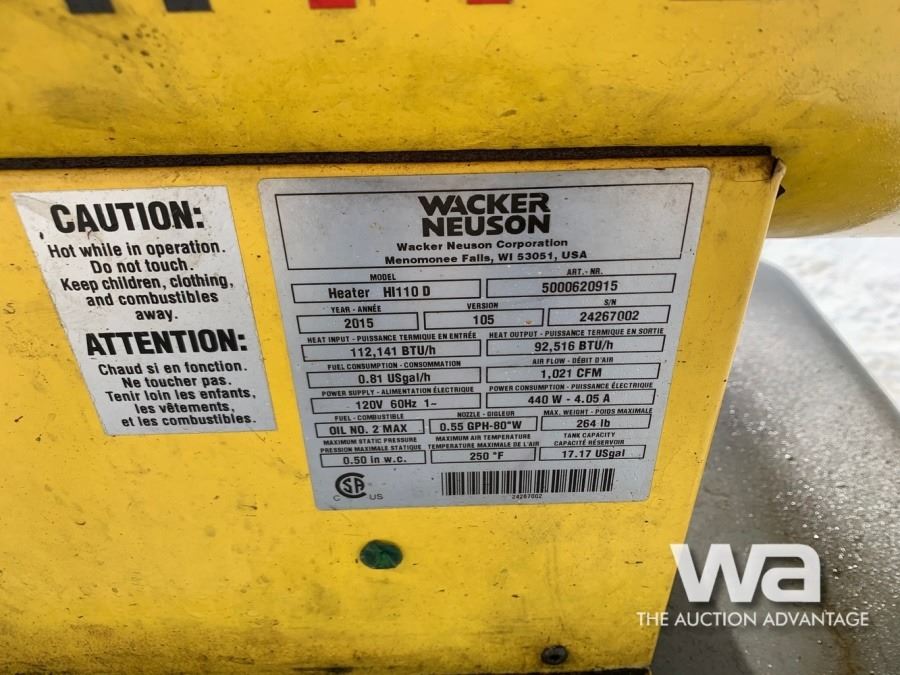 CAUTION:
Hot while in operation.
Do not touch.
Keep children, clothing,
and combustibles
away.
ATTENTION:
Chaud si en fonction.
Ne toucher pas.
Tenir loin les enfants,
les vêtements,
et les combustibles.
WACKER
NEUSON
Wacker Neuson Corporation
Menomonee Falls, WI 53051, USA
MODEL
Heater HI110 D
ART.-NR.
5000620915
YEAR - ANNÉE
2015
VERSION
105
S/N
24267002
HEAT INPUT - PUISSANCE TERMIQUE EN ENTRÉE
112,141 BTU/h
HEAT OUTPUT - PUISSANCE TERMIQUE EN SORTIE
92,516 BTU/h
FUEL CONSUMPTION - CONSOMMATION
0.81 USgal/h
AIR FLOW - DÉBIT D'AIR
1,021 CFM
POWER SUPPLY - ALIMENTATION ÉLECTRIQUE
120V 60Hz 1~
POWER CONSUMPTION - PUISSANCE ÉLECTRIQUE
440 W - 4.05 A
FUEL - COMBUSTIBLE
OIL NO. 2 MAX
NOZZLE - GIGLEUR
0.55 GPH-80°W
MAX. WEIGHT - POIDS MAXIMALE
264 lb
MAXIMUM STATIC PRESSURE
PRESSION MAXIMALE STATIQUE
0.50 in w.c.
MAXIMUM AIR TEMPERATURE
TEMPERATURE MAXIMALE DE L'AIR
250 °F
TANK CAPACITY
CAPACITÉ RÉSERVOIR
17.17 USgal
CSA
C US
24267002
wa
THE AUCTION ADVANTAGE